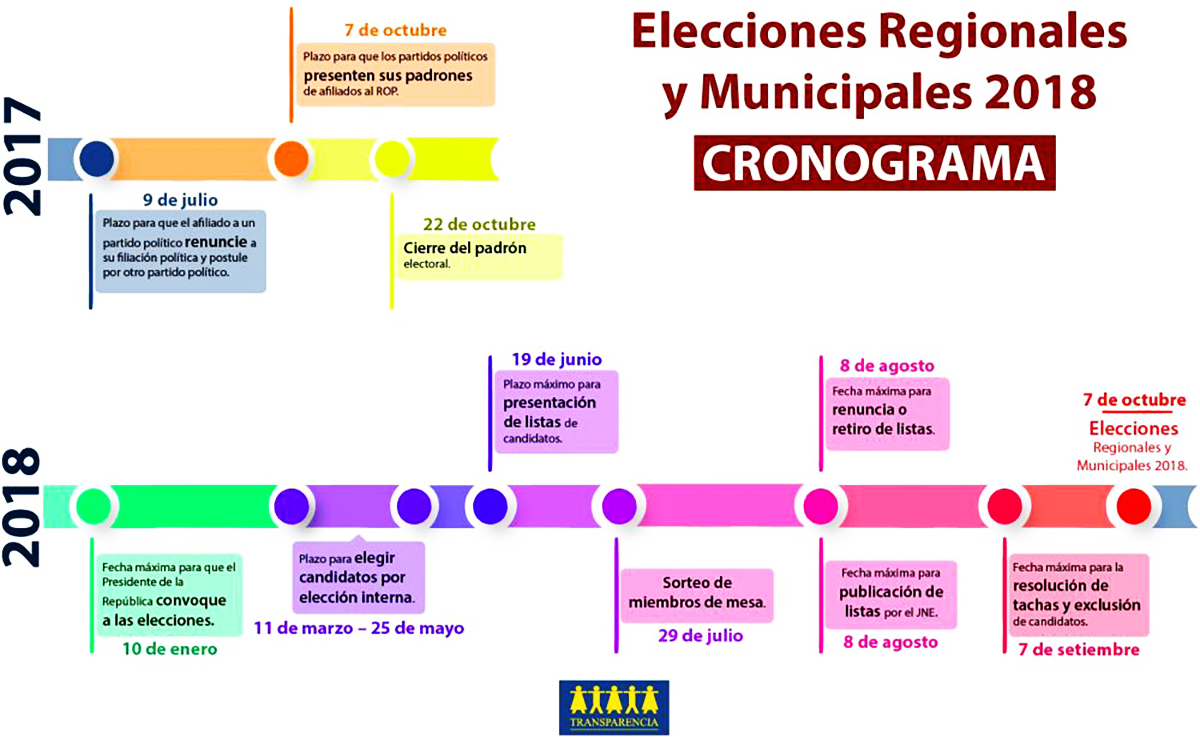 Elecciones Regionales
y Municipales 2018
CRONOGRAMA
2017
7 de octubre
Plazo para que los partidos políticos
presenten sus padrones
de afiliados al ROP.
9 de julio
Plazo para que el afiliado a un
partido político renuncie a
su filiación política y postule
por otro partido político.
22 de octubre
Cierre del padrón
electoral.
2018
19 de junio
Plazo máximo para
presentación
de listas de
candidatos.
8 de agosto
Fecha máxima para
renuncia o
retiro de listas.
7 de octubre
Elecciones
Regionales y
Municipales 2018.
Fecha máxima para que el
Presidente de la
República convoque
a las elecciones.
10 de enero
Plazo para elegir
candidatos por
elección interna.
11 de marzo – 25 de mayo
Sorteo de
miembros de mesa.
29 de julio
Fecha máxima para
publicación de
listas por el JNE.
8 de agosto
Fecha máxima para la
resolución de
tachas y exclusión
de candidatos.
7 de setiembre
TRANSPARENCIA